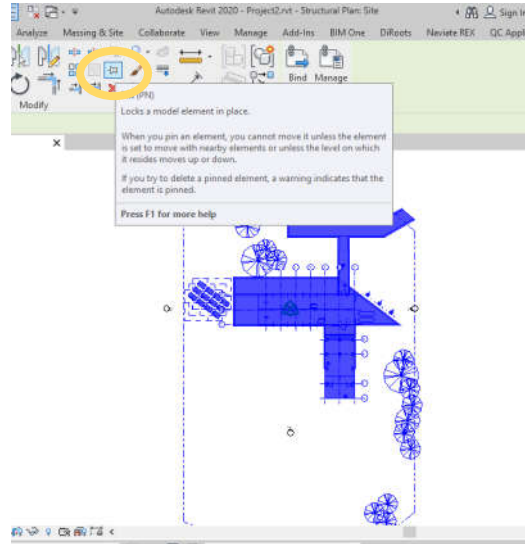 Autodesk Revit 2020 - Project2.rvt - Structural Plan: Site
Sign In
Analyze Massing & Site Collaborate View Manage Add-Ins BIM One DiRoots Naviate REX QC Appl
Bind Manage
Modify
(PN)
Locks a model element in place.
When you pin an element, you cannot move it unless the element
is set to move with nearby elements or unless the level on which
it resides moves up or down.
If you try to delete a pinned element, a warning indicates that the
element is pinned.
Press F1 for more help